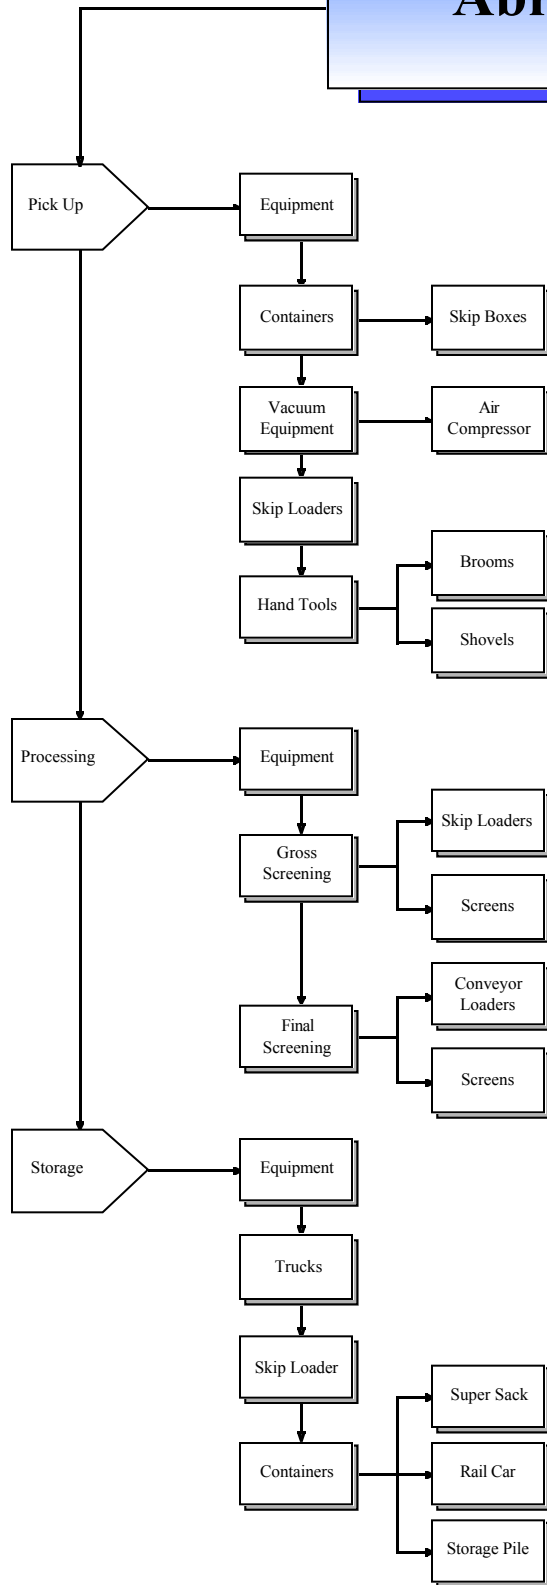 Pick Up
Equipment
Containers
Skip Boxes
Vacuum
Equipment
Air
Compressor
Skip Loaders
Hand Tools
Brooms
Shovels
Processing
Equipment
Gross
Screening
Skip Loaders
Screens
Final
Screening
Conveyor
Loaders
Screens
Storage
Equipment
Trucks
Skip Loader
Containers
Super Sack
Rail Car
Storage Pile